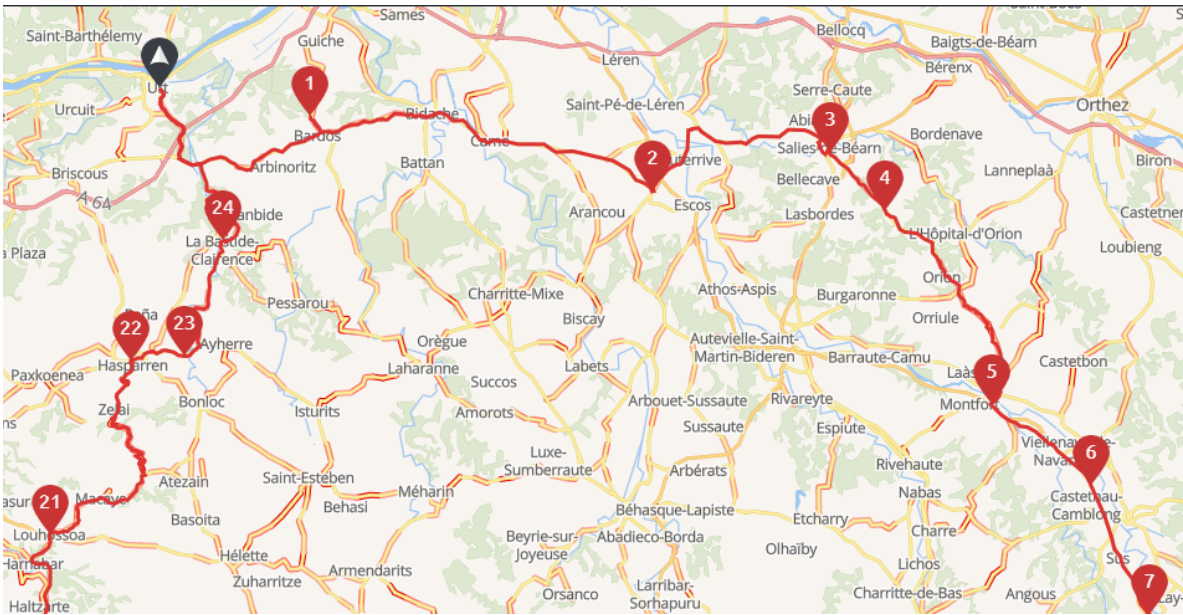 Sames
Saint-Barthélemy
Guiche
Bellocq
Baigts-de-Béarn
Léren
Bérenx
Urt
1
Serre-Caute
Urcuit
Saint-Pé-de-Léren
Orthez
Bidache
3
Bardos
Bordenave
Came
Salies-de-Béarn
2
Briscous
Arbinoritz
Battan
Biron
Lanneplaà
Bellecave
4
A 64
24
Escos
Arancou
Lasbordes
L'Hôpital-d'Orion
La Bastide-
Clairence
a Plaza
Loubieng
Orion
Charritte-Mixe
Athos-Aspis
Burgaronne
Pessarou
22
23
Biscay
Orriule
Ayherre
Orègue
Autevielle-Saint-
Martin-Bideren
Hasparren
Laharanne
Labets
Barraute-Camu
Castetbon
Paxkoenea
Succos
5
Bonloc
Isturits
Amorots
Arbouet-Sussaute
Rivareyte
Montfort
Sussaute
Espiute
Luxe-
Sumberraute
Arbérats
Rivehaute
6
Atezain
Saint-Esteben
Méharin
Nabas
21
Macaye
Behasi
Castetnau-
Camblong
Basoita
Béhasque-Lapiste
Etcharry
Charre
Louhossoa
Beyrie-sur-
Joyeuse
Abadieco-Borda
Olhaïby
Hélette
Armendarits
Lichos
Sus
Zuharritze
Larribar-
Sorhapuru
7
Orsanco
Charritte-de-Bas
Angous
Haltzarte